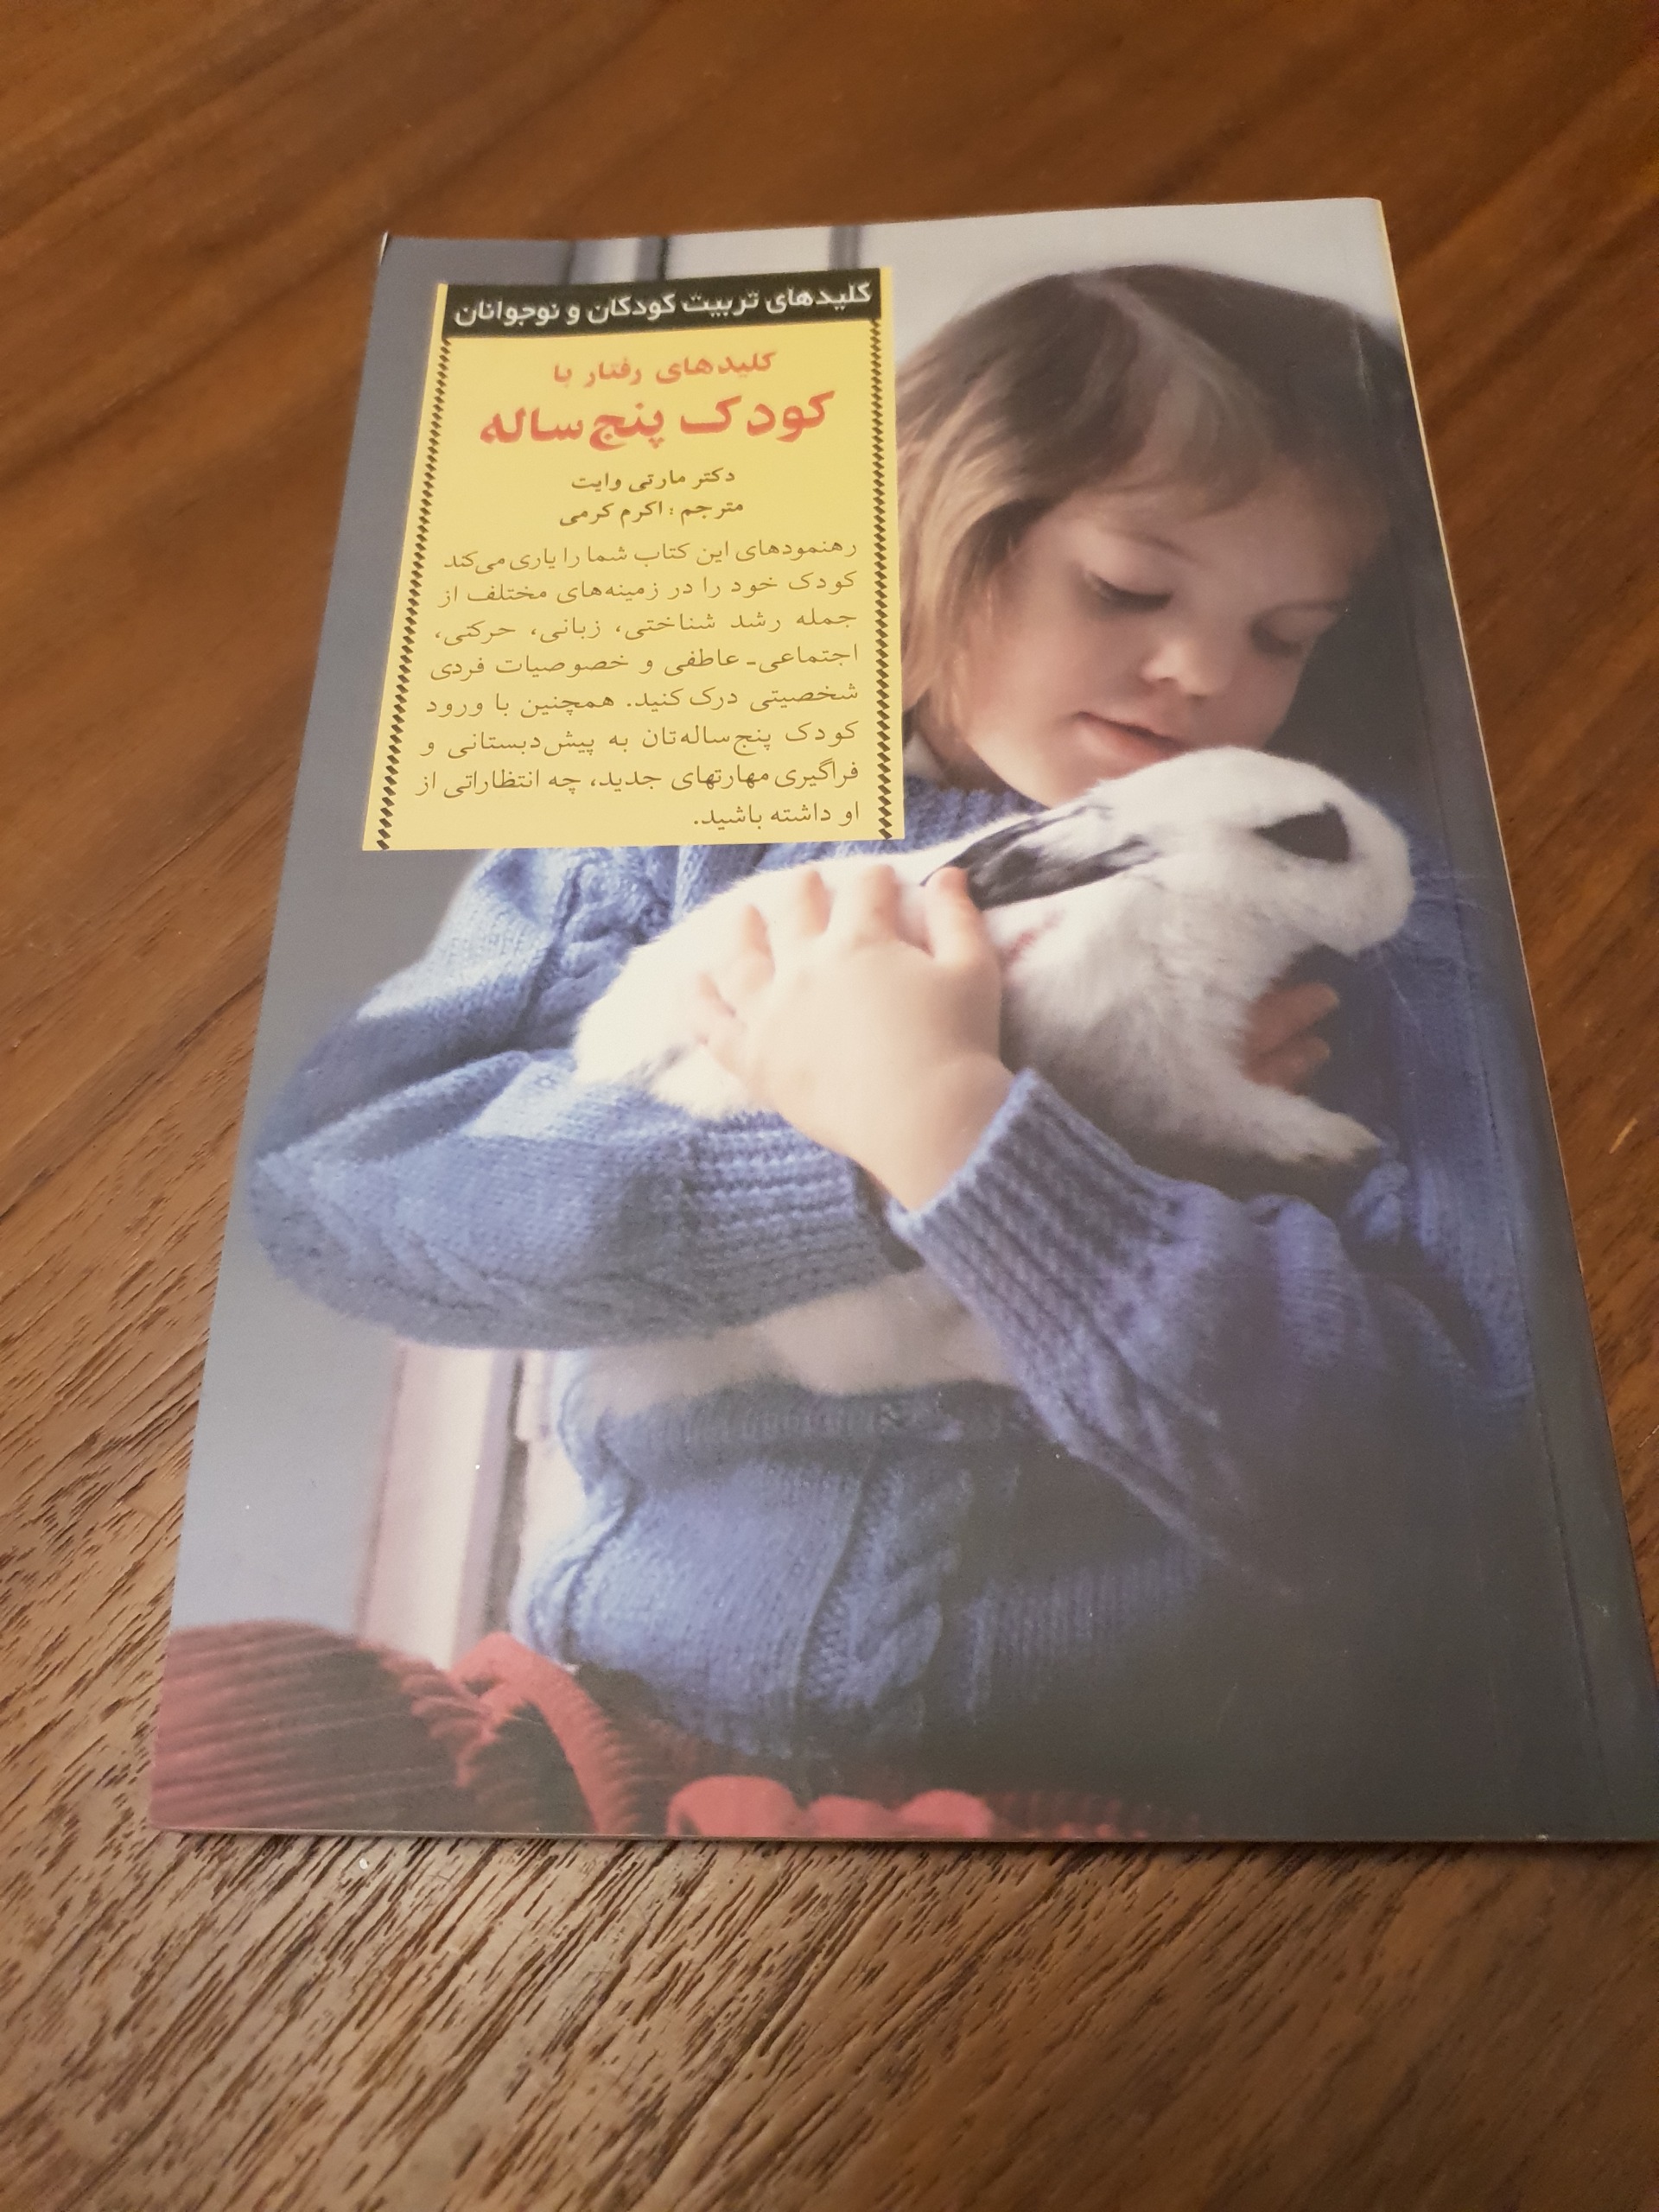 کلیدهای تربیت کودکان و نوجوانان
کلیدهای رفتار با
کودک پنج‌ساله
دکتر مارتی وایت
مترجم : اکرم کرمی
رهنمودهای این کتاب شما را یاری می‌کند
کودک خود را در زمینه‌های مختلف از
جمله رشد شناختی، زبانی، حرکتی،
اجتماعی-عاطفی و خصوصیات فردی
شخصیتی درک کنید. همچنین با ورود
کودک پنج‌ساله‌تان به پیش‌دبستانی و
فراگیری مهارتهای جدید، چه انتظاراتی از
او داشته باشید.